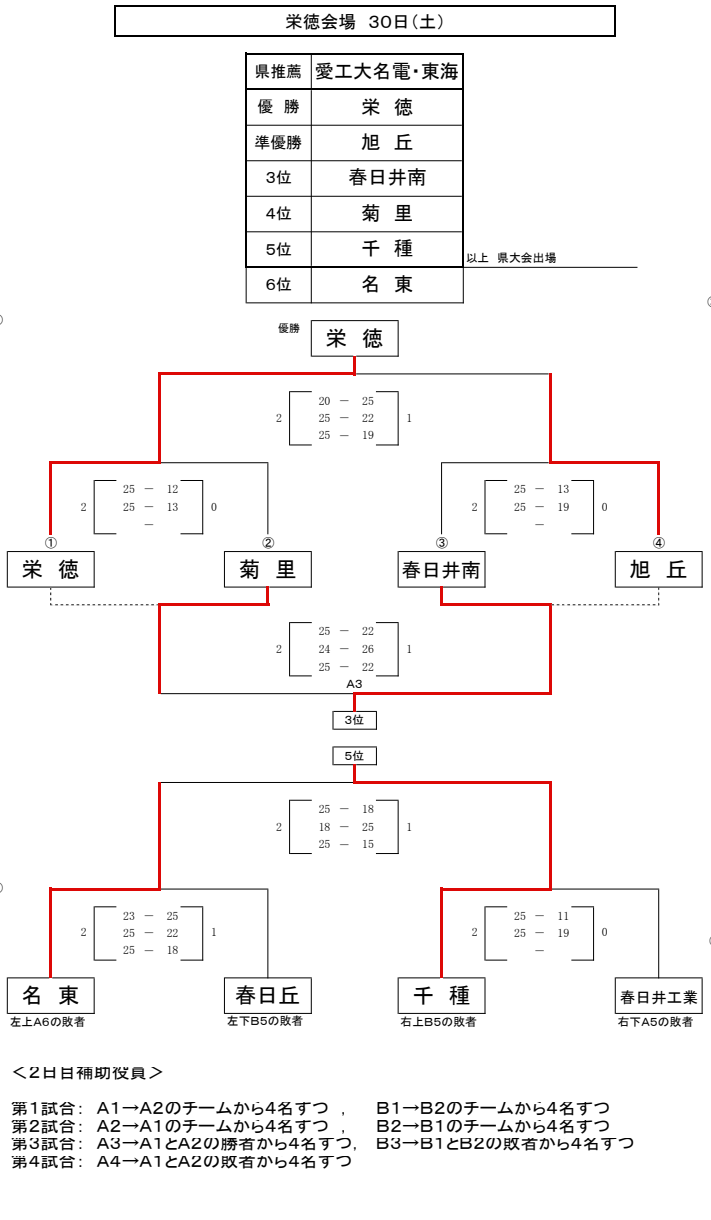 栄徳会場 30日(土)
県推薦 愛工大名電・東海
優 勝 栄 徳
準優勝 旭 丘
3位 春日井南
4位 菊 里
5位 千 種
以上 県大会出場
6位 名 東
優勝 栄 徳
20 － 25
2 25 － 22 1
25 － 19
25 － 12 25 － 13
2 25 － 13 0 2 25 － 19 0
－ －
① ② ③ ④
栄 徳 菊 里 春日井南 旭 丘
25 － 22
2 24 － 26 1
25 － 22
A3
3位
5位
25 － 18
2 18 － 25 1
25 － 15
23 － 25 25 － 11
2 25 － 22 1 2 25 － 19 0
25 － 18 －
名 東 春日丘 千 種 春日井工業
左上A6の敗者 左下B5の敗者 右上B5の敗者 右下A5の敗者
＜2日目補助役員＞
第1試合： A1→A2のチームから4名ずつ ， B1→B2のチームから4名ずつ
第2試合： A2→A1のチームから4名ずつ ， B2→B1のチームから4名ずつ
第3試合： A3→A1とA2の勝者から4名ずつ， B3→B1とB2の敗者から4名ずつ
第4試合： A4→A1とA2の敗者から4名ずつ